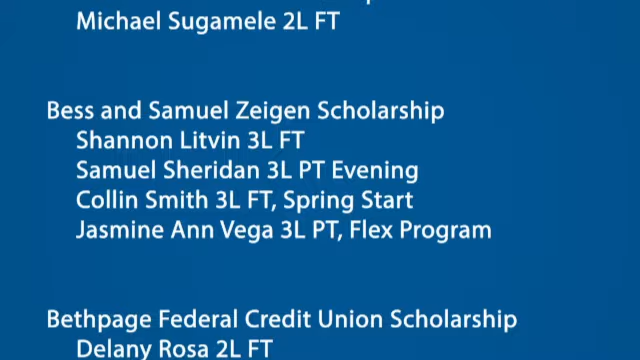 Michael Sugamele 2L FT
Bess and Samuel Zeigen Scholarship
Shannon Litvin 3L FT
Samuel Sheridan 3L PT Evening
Collin Smith 3L FT, Spring Start
Jasmine Ann Vega 3L PT, Flex Program
Bethpage Federal Credit Union Scholarship
Delany Rosa 2L FT